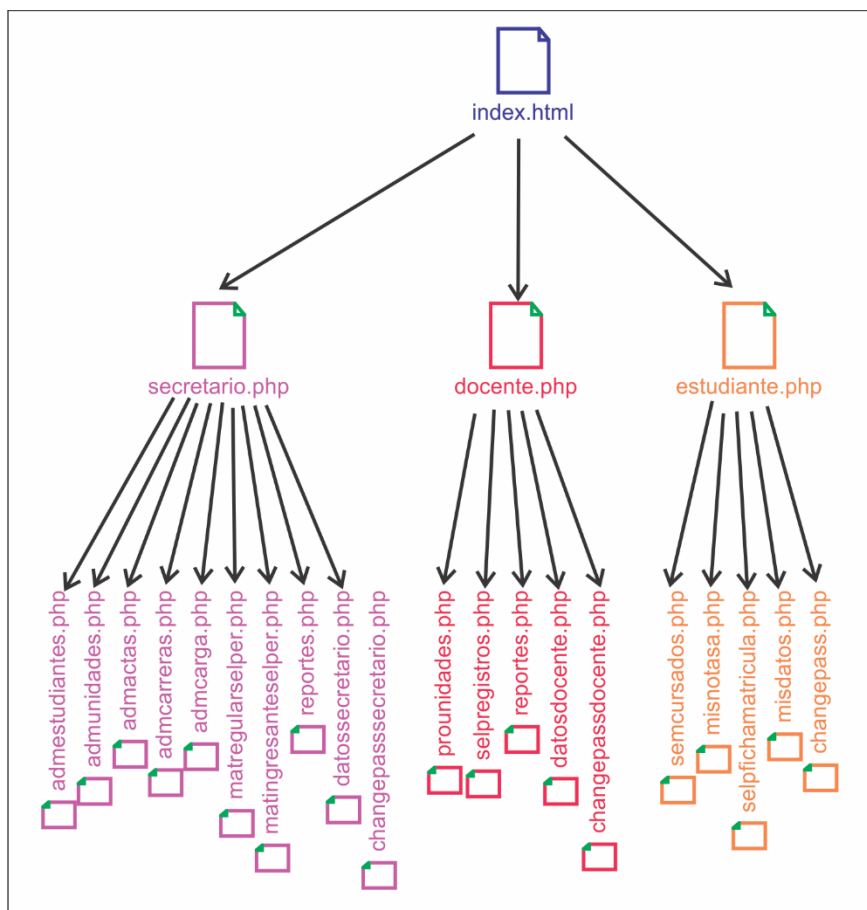 index.html
secretario.php
docente.php
estudiante.php
admestudiantes.php
admunidades.php
admactas.php
admcarreras.php
admcarga.php
matregularselper.php
matingresanteselper.php
reportes.php
datossecretario.php
changepasssecretario.php
prounidades.php
selpregistros.php
reportes.php
datosdocente.php
changepassdocente.php
semcursados.php
misnotasa.php
selpfichamatricula.php
misdatos.php
changepass.php